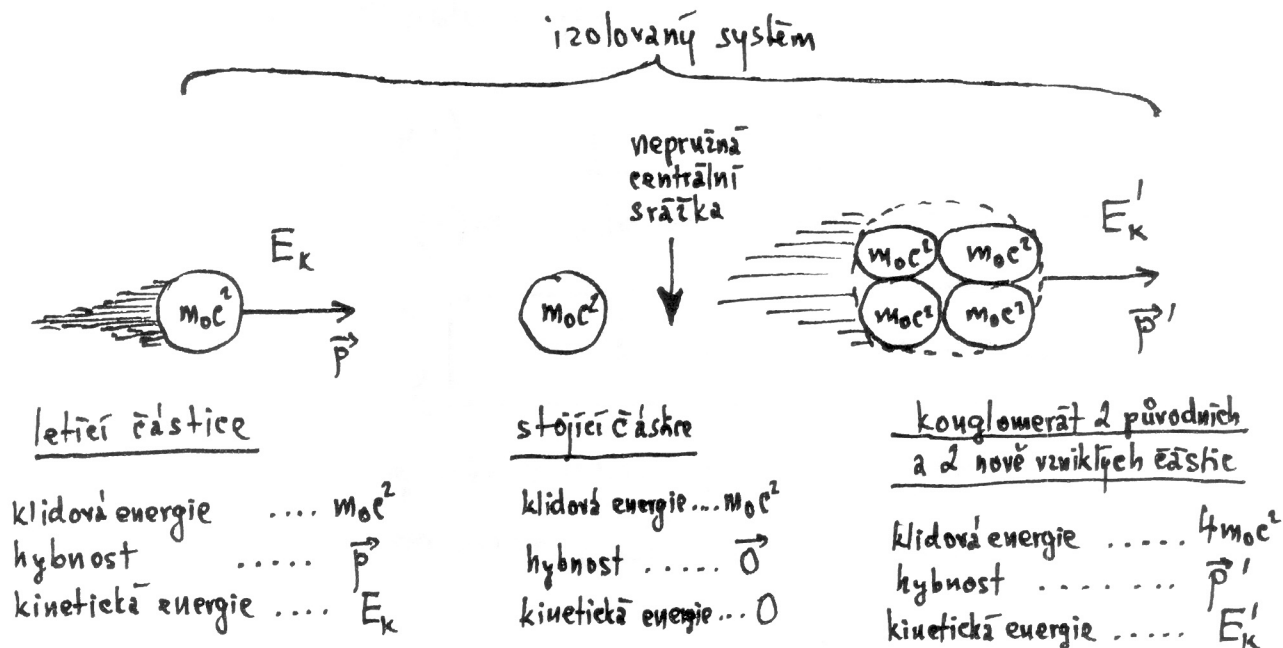 izolovaný systém
nepružná
centrální
srážka
E_k
m₀c²
p⃗
m₀c²
m₀c² m₀c²
m₀c² m₀c²
E_k'
p⃗'
letící částice
klidová energie .... m₀c²
hybnost ..... p⃗
kinetická energie .... E_k
stojící částice
klidová energie ... m₀c²
hybnost ..... 0⃗
kinetická energie ... 0
konglomerát 2 původních
a 2 nově vzniklých částic
klidová energie ..... 4m₀c²
hybnost ........ p⃗'
kinetická energie ..... E_k'